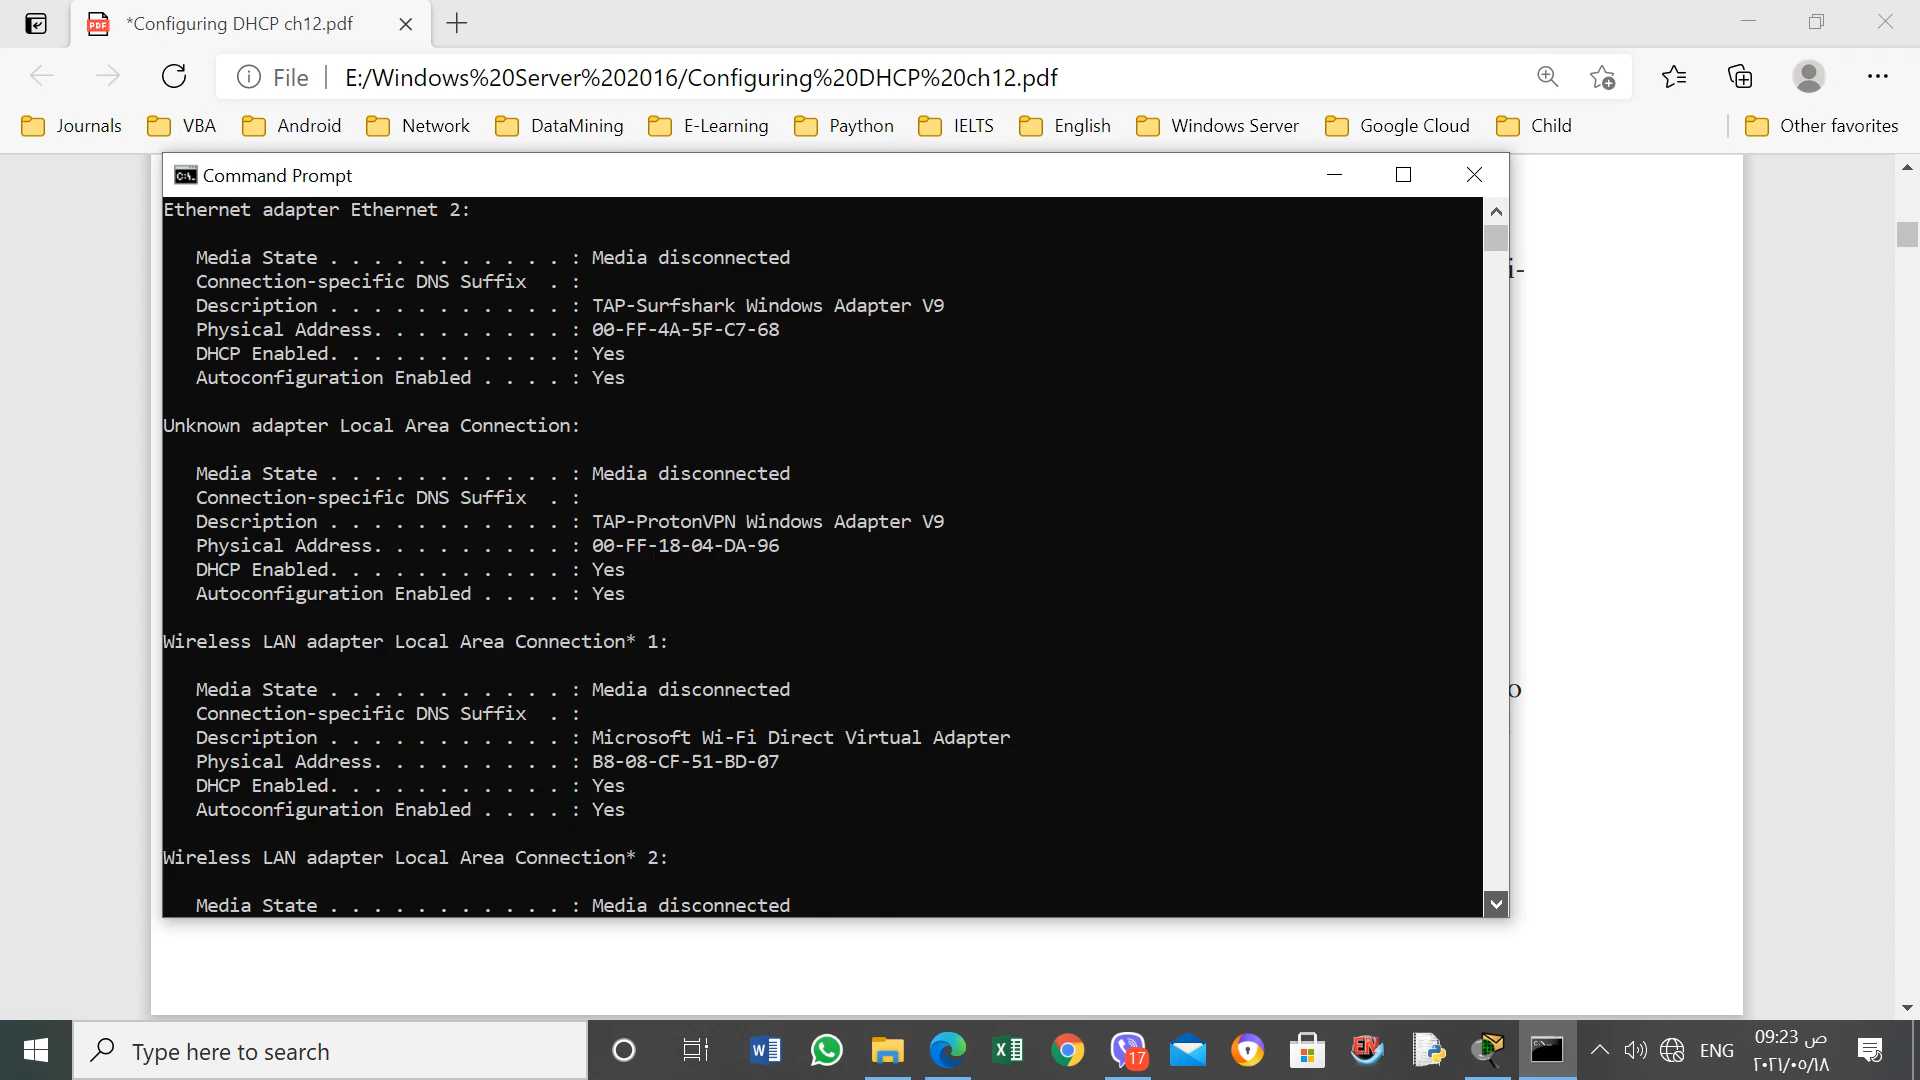 *Configuring DHCP ch12.pdf
File
E:/Windows%20Server%202016/Configuring%20DHCP%20ch12.pdf
Journals VBA Android Network DataMining E-Learning Paython IELTS English Windows Server Google Cloud Child Other favorites
Command Prompt
Ethernet adapter Ethernet 2:
Media State . . . . . . . . . . . : Media disconnected
Connection-specific DNS Suffix . :
Description . . . . . . . . . . . : TAP-Surfshark Windows Adapter V9
Physical Address. . . . . . . . . : 00-FF-4A-5F-C7-68
DHCP Enabled. . . . . . . . . . . : Yes
Autoconfiguration Enabled . . . . : Yes
Unknown adapter Local Area Connection:
Media State . . . . . . . . . . . : Media disconnected
Connection-specific DNS Suffix . :
Description . . . . . . . . . . . : TAP-ProtonVPN Windows Adapter V9
Physical Address. . . . . . . . . : 00-FF-18-04-DA-96
DHCP Enabled. . . . . . . . . . . : Yes
Autoconfiguration Enabled . . . . : Yes
Wireless LAN adapter Local Area Connection* 1:
Media State . . . . . . . . . . . : Media disconnected
Connection-specific DNS Suffix . :
Description . . . . . . . . . . . : Microsoft Wi-Fi Direct Virtual Adapter
Physical Address. . . . . . . . . : B8-08-CF-51-BD-07
DHCP Enabled. . . . . . . . . . . : Yes
Autoconfiguration Enabled . . . . : Yes
Wireless LAN adapter Local Area Connection* 2:
Media State . . . . . . . . . . . : Media disconnected
i-
o
Type here to search
17
ENG
09:23 ص
٢٠٢١/٠٥/١٨